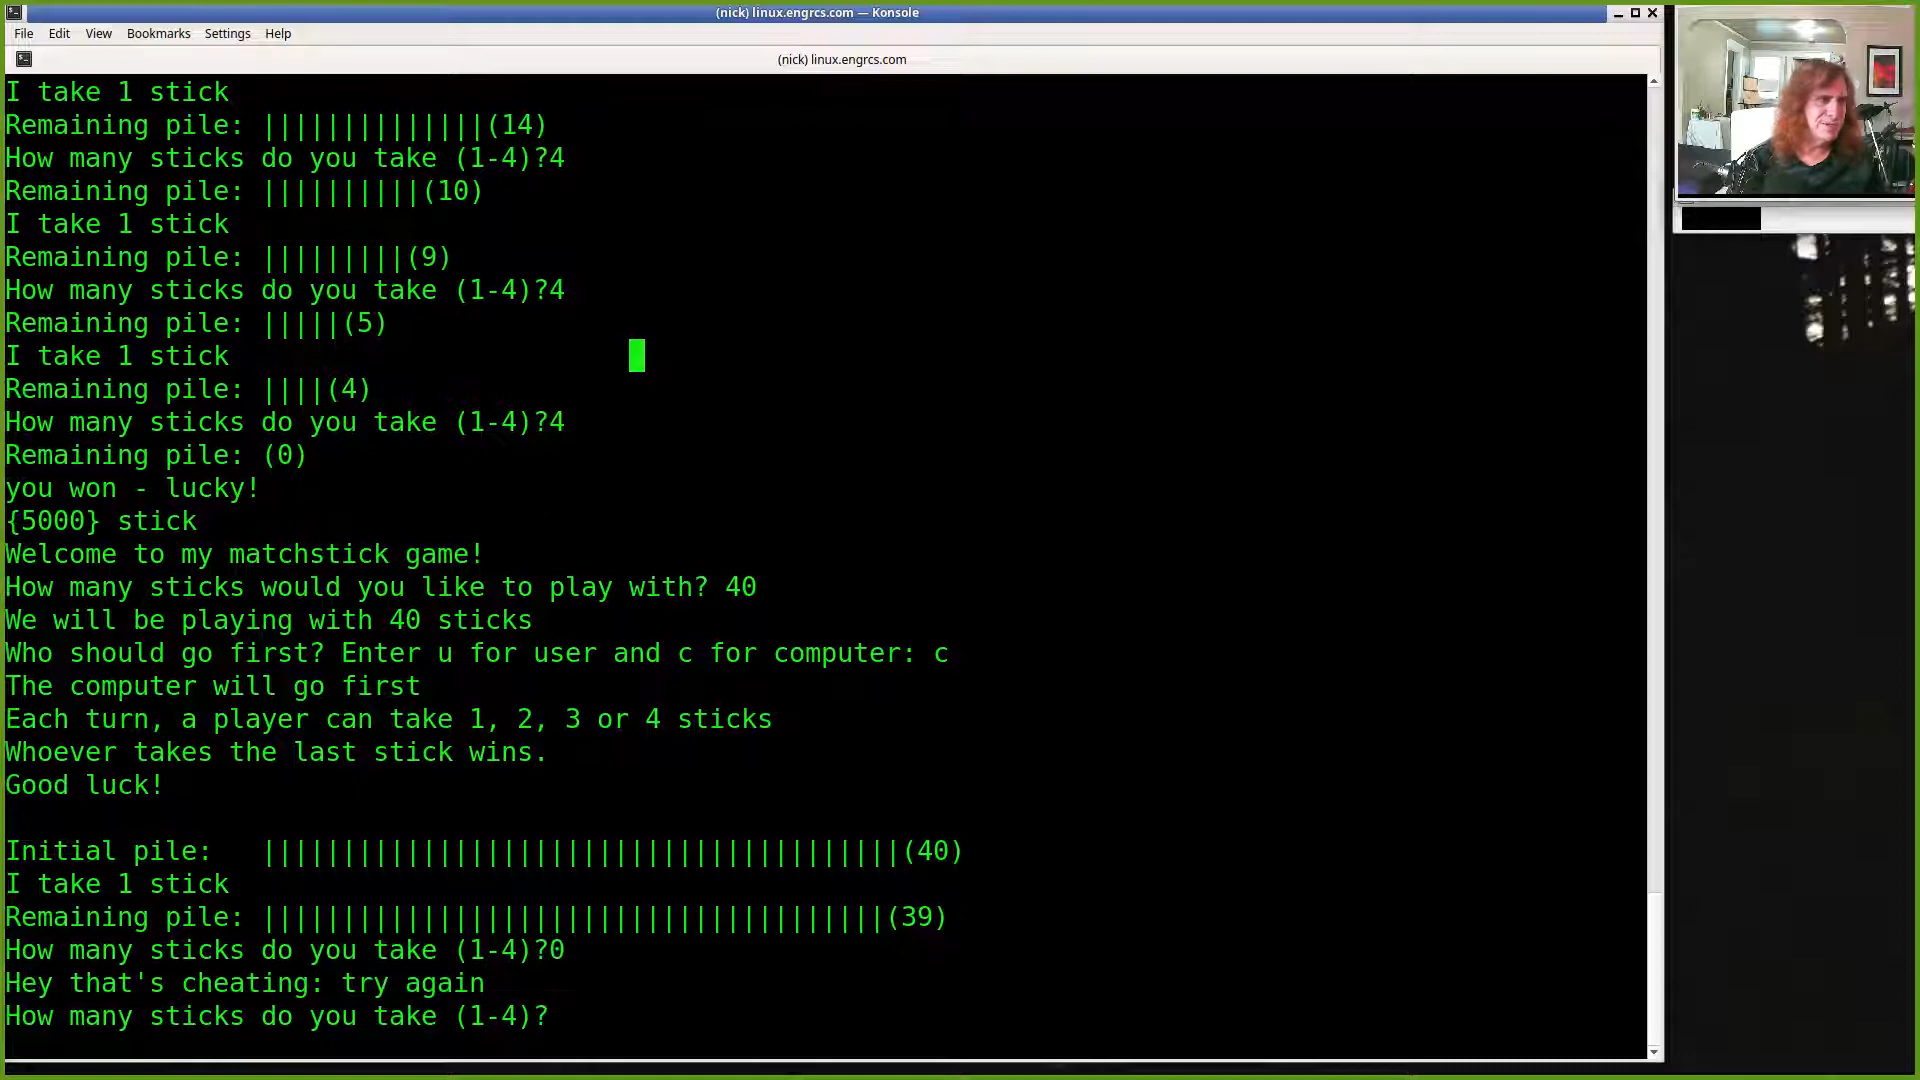 (nick) linux.engrcs.com — Konsole
File Edit View Bookmarks Settings Help
(nick) linux.engrcs.com
I take 1 stick
Remaining pile: ||||||||||||||(14)
How many sticks do you take (1-4)?4
Remaining pile: ||||||||||(10)
I take 1 stick
Remaining pile: |||||||||(9)
How many sticks do you take (1-4)?4
Remaining pile: |||||(5)
I take 1 stick
Remaining pile: ||||(4)
How many sticks do you take (1-4)?4
Remaining pile: (0)
you won - lucky!
{5000} stick
Welcome to my matchstick game!
How many sticks would you like to play with? 40
We will be playing with 40 sticks
Who should go first? Enter u for user and c for computer: c
The computer will go first
Each turn, a player can take 1, 2, 3 or 4 sticks
Whoever takes the last stick wins.
Good luck!
Initial pile:   ||||||||||||||||||||||||||||||||||||||||(40)
I take 1 stick
Remaining pile: |||||||||||||||||||||||||||||||||||||||(39)
How many sticks do you take (1-4)?0
Hey that's cheating: try again
How many sticks do you take (1-4)?